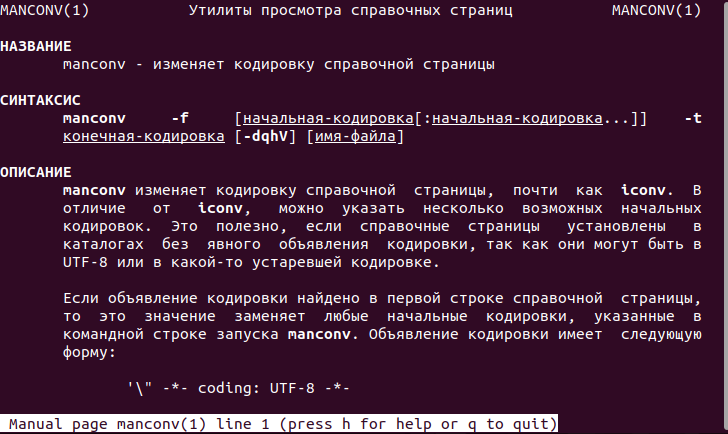 MANCONV(1) Утилиты просмотра справочных страниц MANCONV(1)
НАЗВАНИЕ
manconv - изменяет кодировку справочной страницы
СИНТАКСИС
manconv -f [начальная-кодировка[:начальная-кодировка...]] -t
конечная-кодировка [-dqhV] [имя-файла]
ОПИСАНИЕ
manconv изменяет кодировку справочной страницы, почти как iconv. В
отличие от iconv, можно указать несколько возможных начальных
кодировок. Это полезно, если справочные страницы установлены в
каталогах без явного объявления кодировки, так как они могут быть в
UTF-8 или в какой-то устаревшей кодировке.
Если объявление кодировки найдено в первой строке справочной страницы,
то это значение заменяет любые начальные кодировки, указанные в
командной строке запуска manconv. Объявление кодировки имеет следующую
форму:
'\" -*- coding: UTF-8 -*-
Manual page manconv(1) line 1 (press h for help or q to quit)